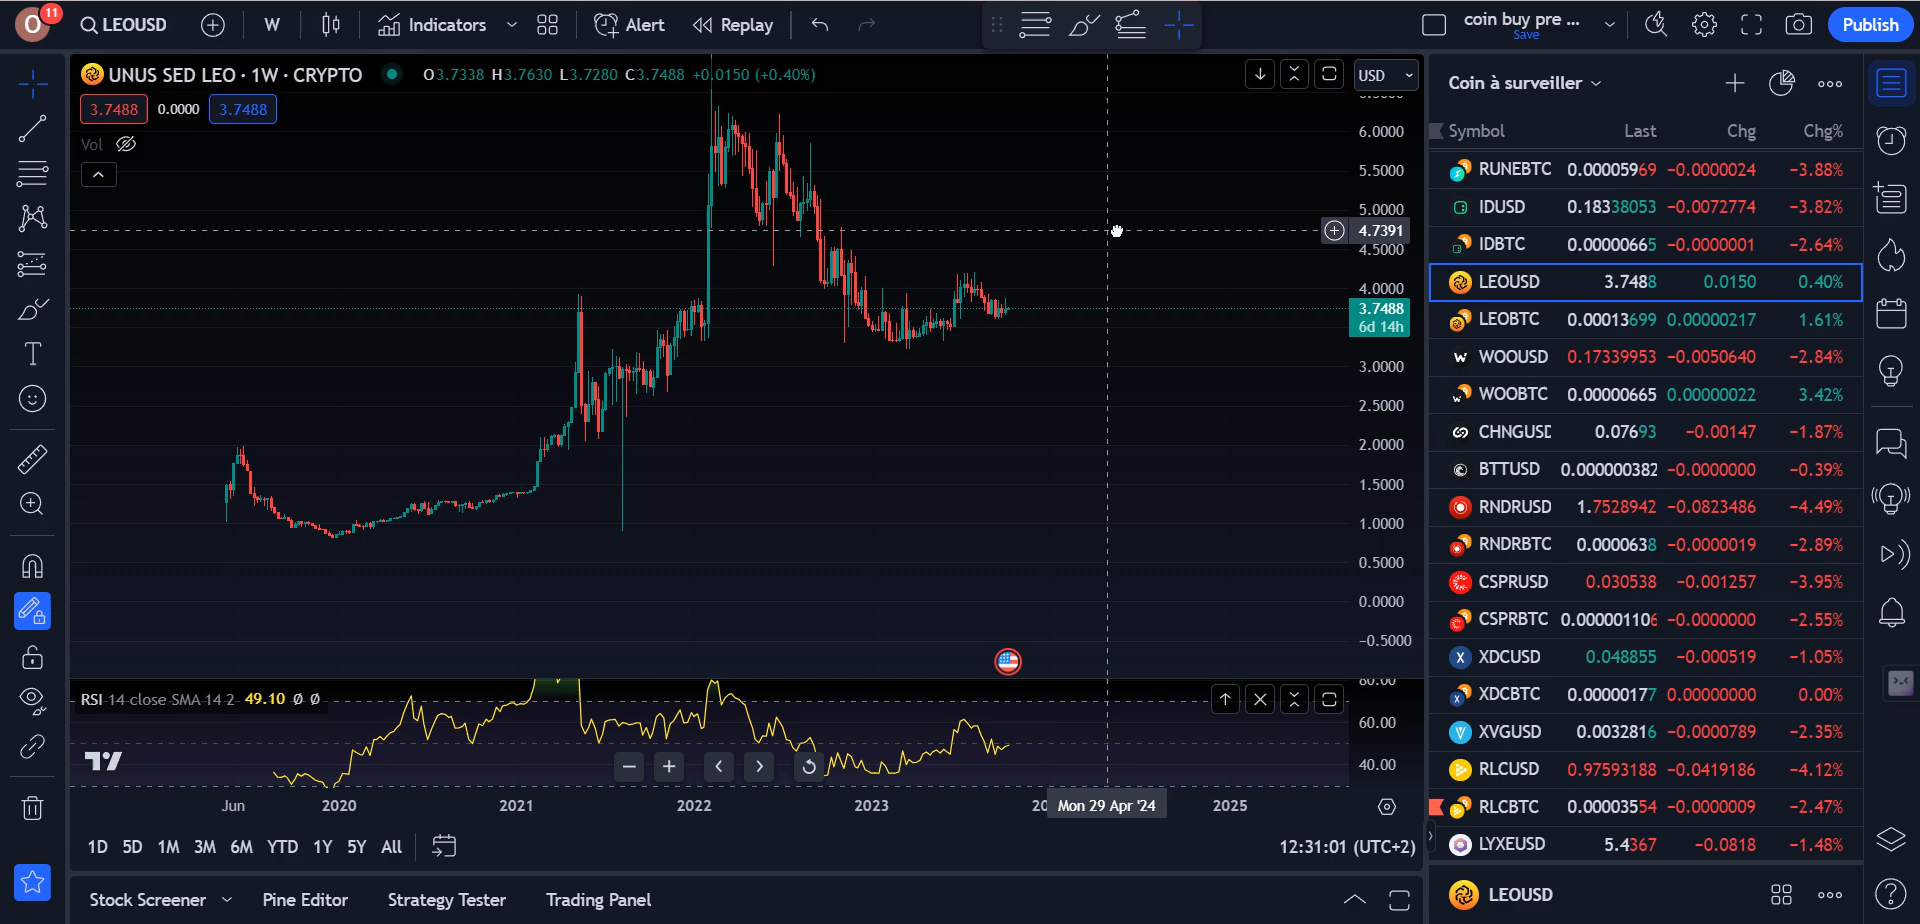 O 11 LEOUSD W Indicators Alert Replay coin buy pre ... Save Publish
UNUS SED LEO · 1W · CRYPTO O3.7338 H3.7630 L3.7280 C3.7488 +0.0150 (+0.40%) USD
3.7488 0.0000 3.7488
Vol
6.0000
5.5000
5.0000
4.7391
4.5000
4.0000
3.7488
6d 14h
3.0000
2.5000
2.0000
1.5000
1.0000
0.5000
0.0000
−0.5000
RSI 14 close SMA 14 2 49.10 Ø Ø
80.00
60.00
40.00
Jun 2020 2021 2022 2023 20 Mon 29 Apr '24 2025
1D 5D 1M 3M 6M YTD 1Y 5Y All 12:31:01 (UTC+2)
Stock Screener Pine Editor Strategy Tester Trading Panel
Coin à surveiller
Symbol Last Chg Chg%
RUNEBTC 0.00005969 −0.0000024 −3.88%
IDUSD 0.18338053 −0.0072774 −3.82%
IDBTC 0.00000665 −0.0000001 −2.64%
LEOUSD 3.7488 0.0150 0.40%
LEOBTC 0.00013699 0.00000217 1.61%
WOOUSD 0.17339953 −0.0050640 −2.84%
WOOBTC 0.00000665 0.00000022 3.42%
CHNGUSD 0.07693 −0.00147 −1.87%
BTTUSD 0.000000382 −0.0000000 −0.39%
RNDRUSD 1.7528942 −0.0823486 −4.49%
RNDRBTC 0.0000638 −0.0000019 −2.89%
CSPRUSD 0.030538 −0.001257 −3.95%
CSPRBTC 0.000001106 −0.0000000 −2.55%
XDCUSD 0.048855 −0.000519 −1.05%
XDCBTC 0.00000177 0.00000000 0.00%
XVGUSD 0.0032816 −0.0000789 −2.35%
RLCUSD 0.97593188 −0.0419186 −4.12%
RLCBTC 0.00003554 −0.0000009 −2.47%
LYXEUSD 5.4367 −0.0818 −1.48%
LEOUSD